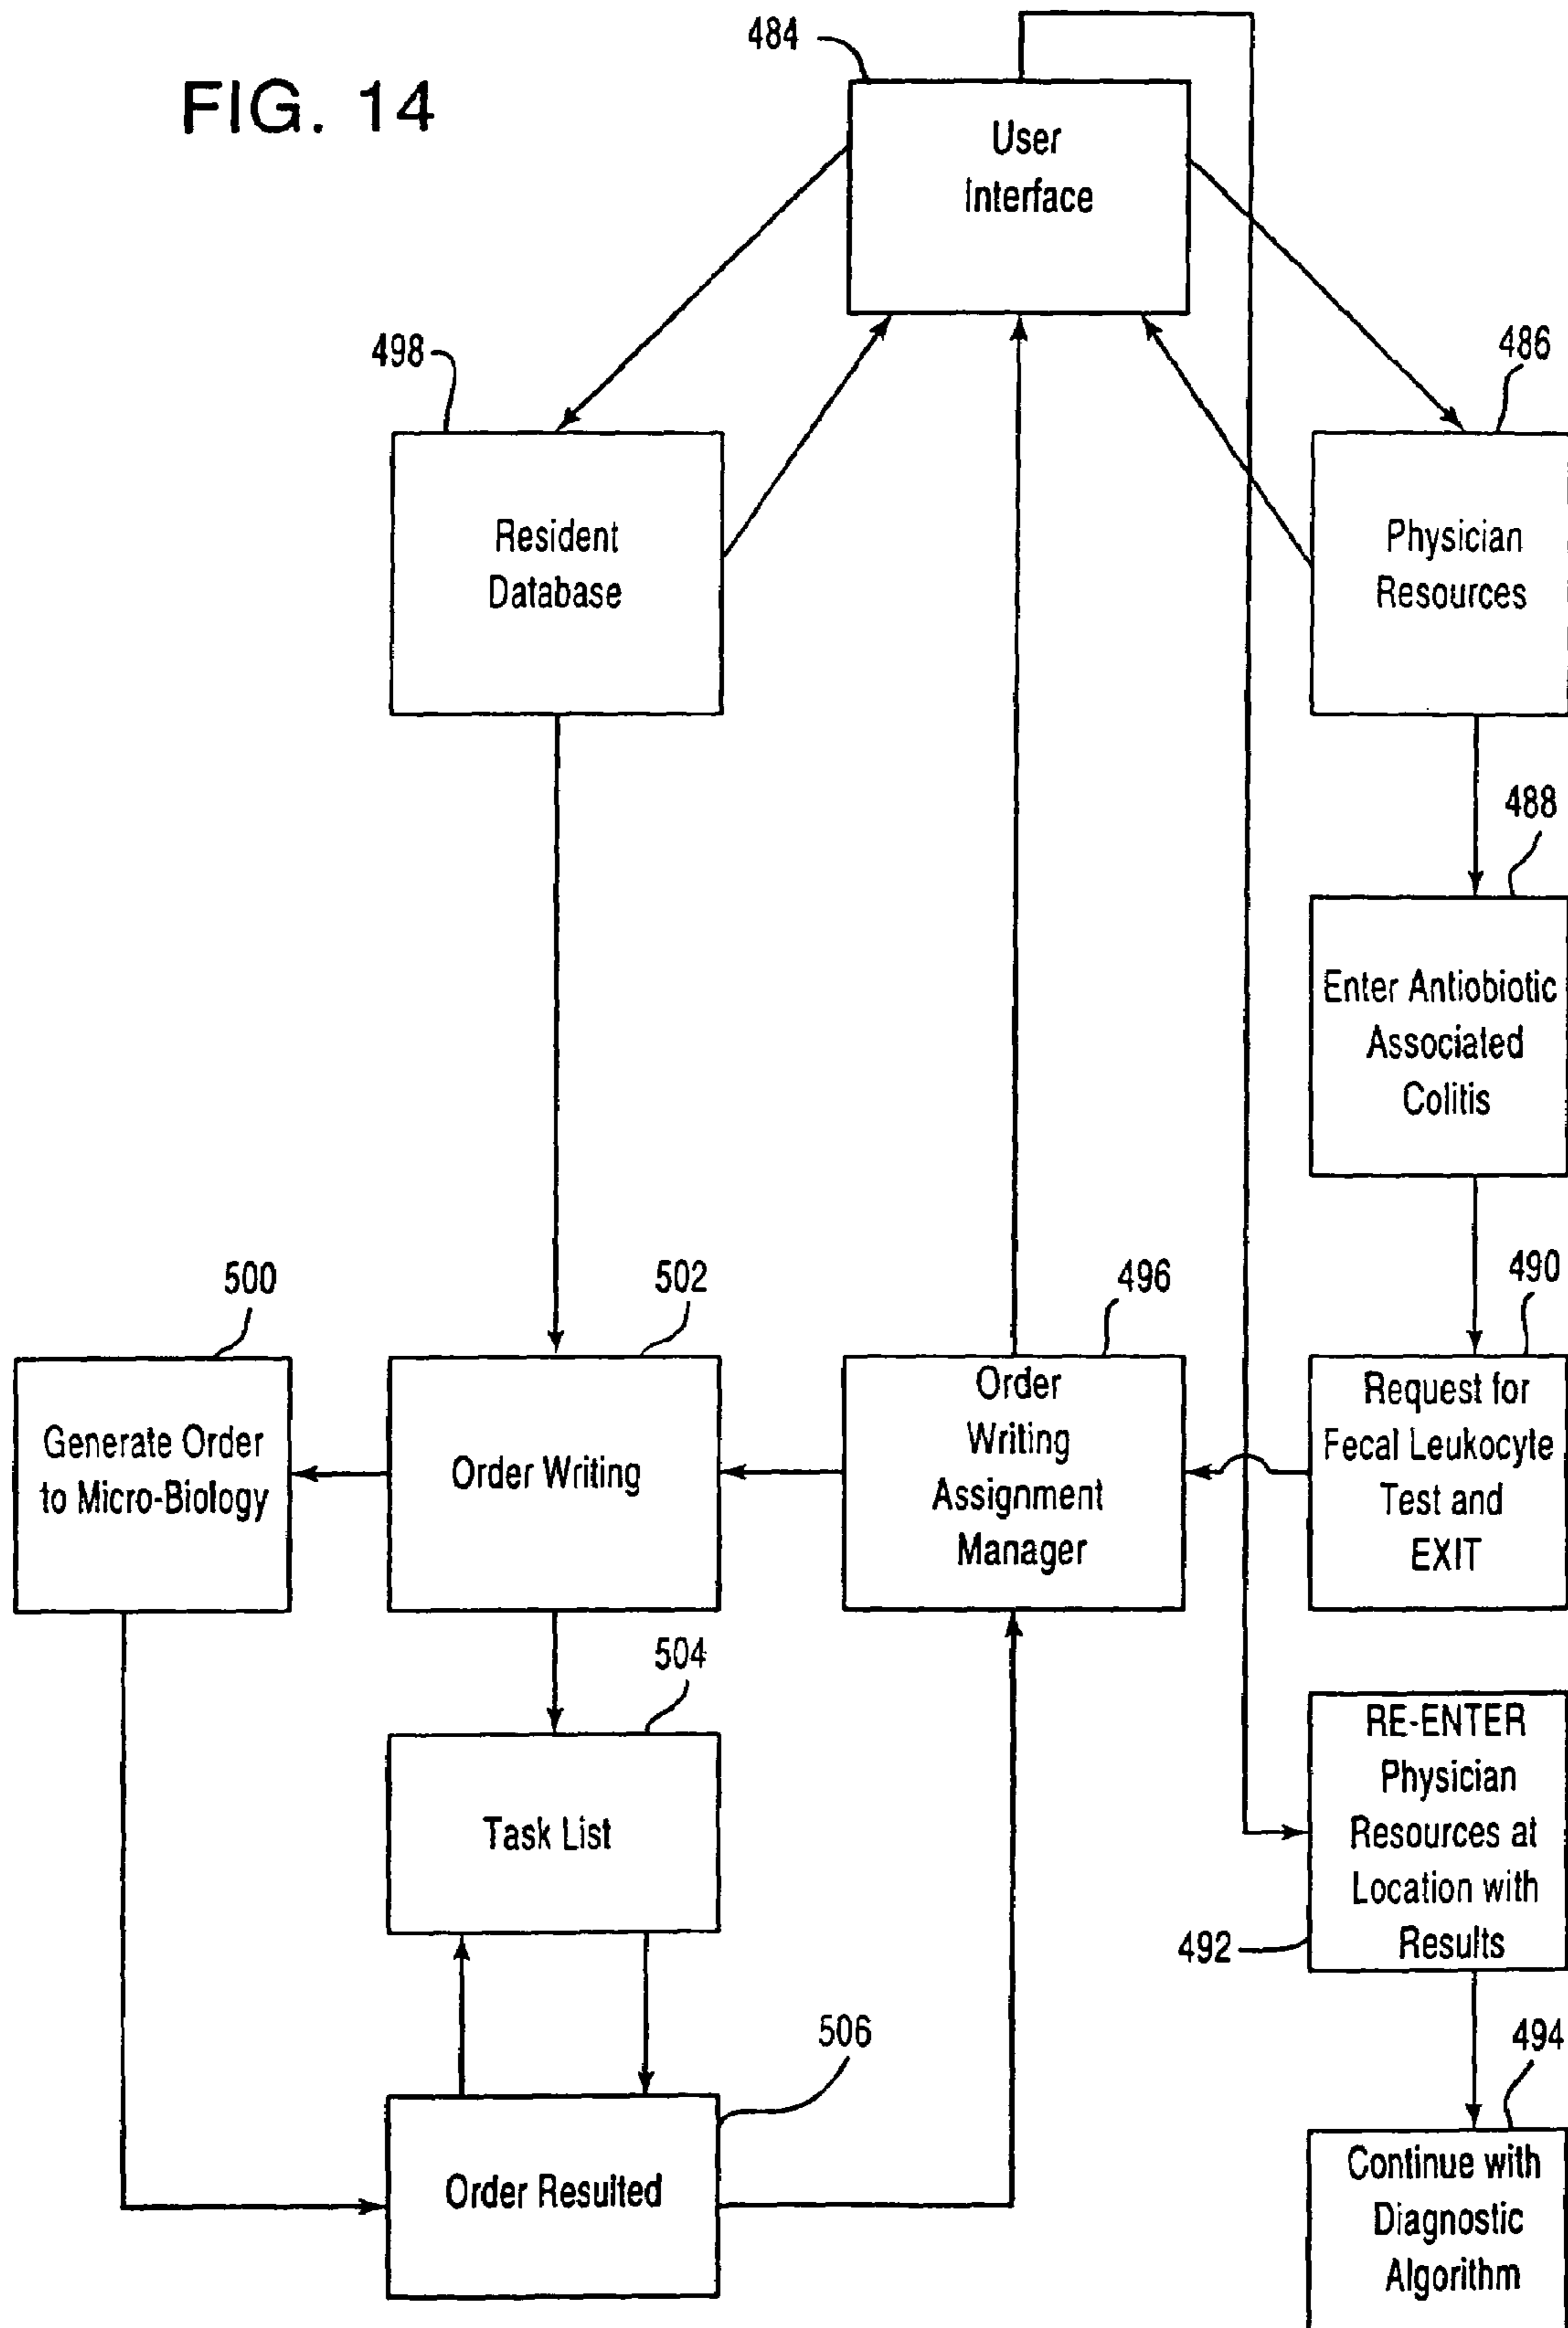 FIG. 14
484
User
Interface
498
Resident
Database
486
Physician
Resources
488
Enter Antiobiotic
Associated
Colitis
500
Generate Order
to Micro-Biology
502
Order Writing
496
Order
Writing
Assignment
Manager
490
Request for
Fecal Leukocyte
Test and
EXIT
504
Task List
492
RE-ENTER
Physician
Resources at
Location with
Results
506
Order Resulted
494
Continue with
Diagnostic
Algorithm